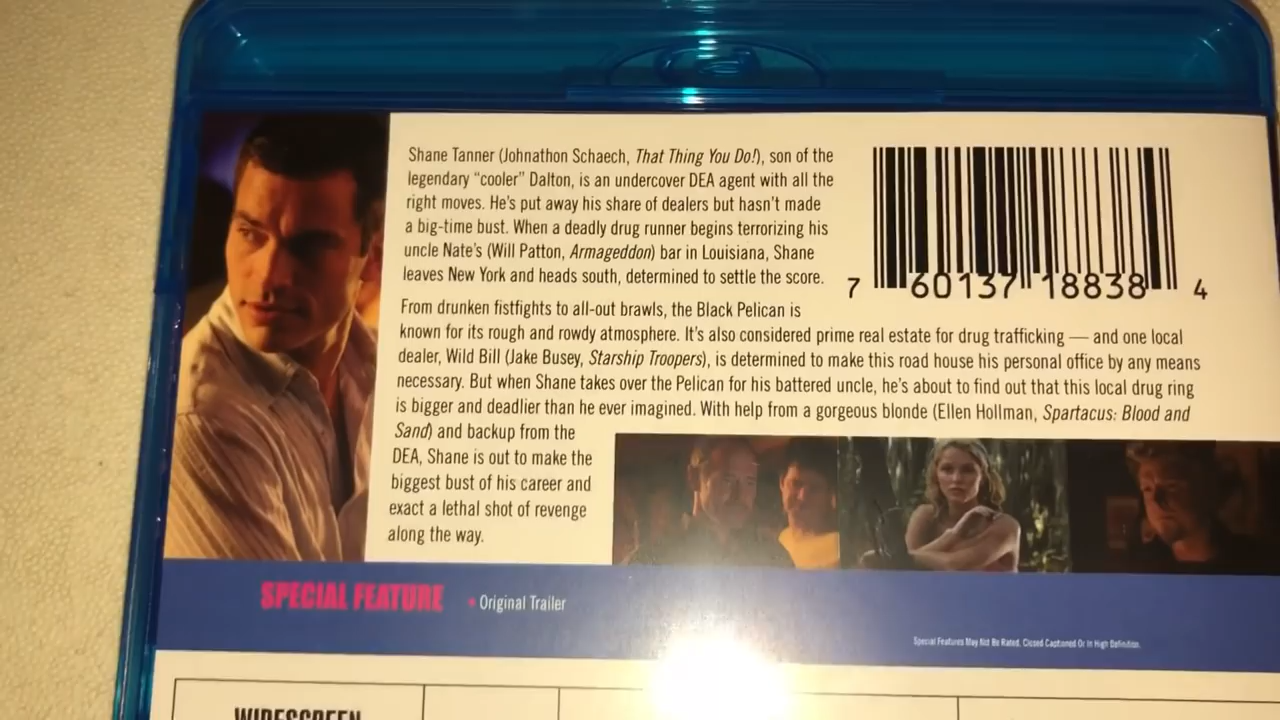 Shane Tanner (Johnathon Schaech, That Thing You Do!), son of the
legendary “cooler” Dalton, is an undercover DEA agent with all the
right moves. He's put away his share of dealers but hasn't made
a big-time bust. When a deadly drug runner begins terrorizing his
uncle Nate's (Will Patton, Armageddon) bar in Louisiana, Shane
leaves New York and heads south, determined to settle the score.
7 60137 18838 4
From drunken fistfights to all-out brawls, the Black Pelican is
known for its rough and rowdy atmosphere. It's also considered prime real estate for drug trafficking — and one local
dealer, Wild Bill (Jake Busey, Starship Troopers), is determined to make this road house his personal office by any means
necessary. But when Shane takes over the Pelican for his battered uncle, he's about to find out that this local drug ring
is bigger and deadlier than he ever imagined. With help from a gorgeous blonde (Ellen Hollman, Spartacus: Blood and
Sand) and backup from the
DEA, Shane is out to make the
biggest bust of his career and
exact a lethal shot of revenge
along the way.
SPECIAL FEATURE • Original Trailer
Special Features May Not Be Rated, Closed Captioned Or In High Definition.
WIDESCREEN